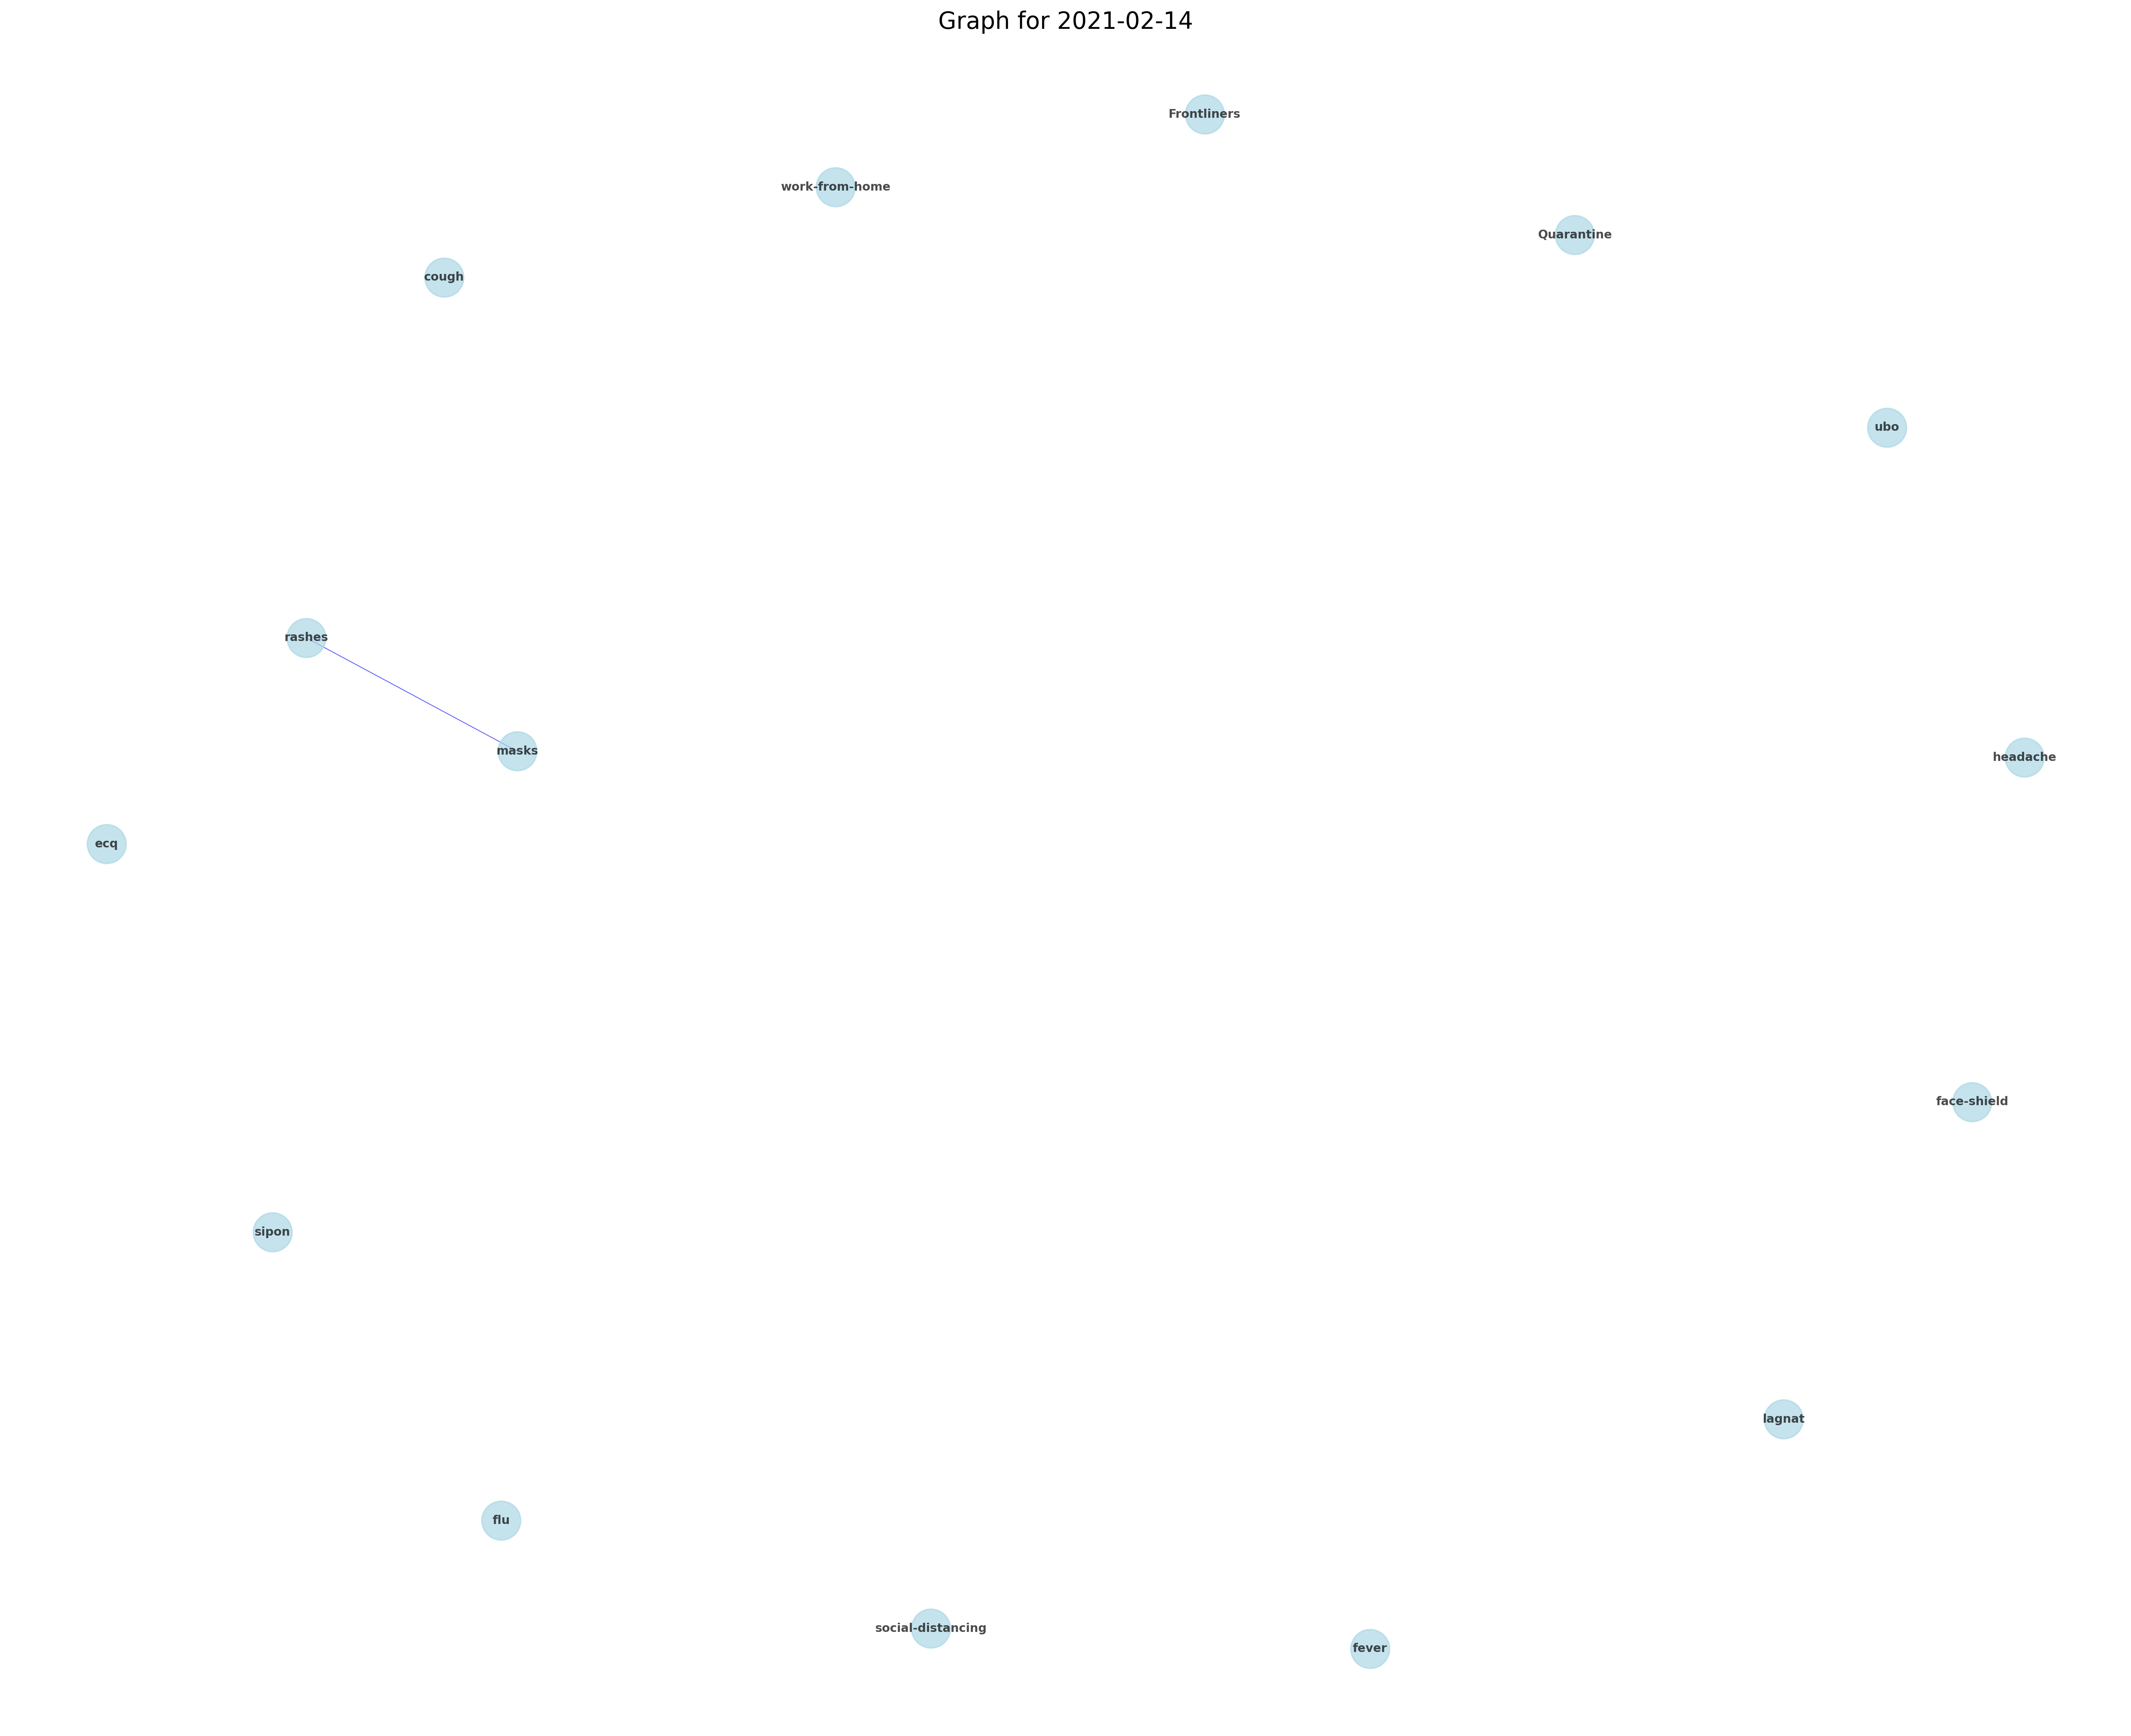 Graph for 2021-02-14
Frontliners
work-from-home
Quarantine
cough
ubo
rashes
masks
headache
ecq
face-shield
sipon
lagnat
flu
social-distancing
fever